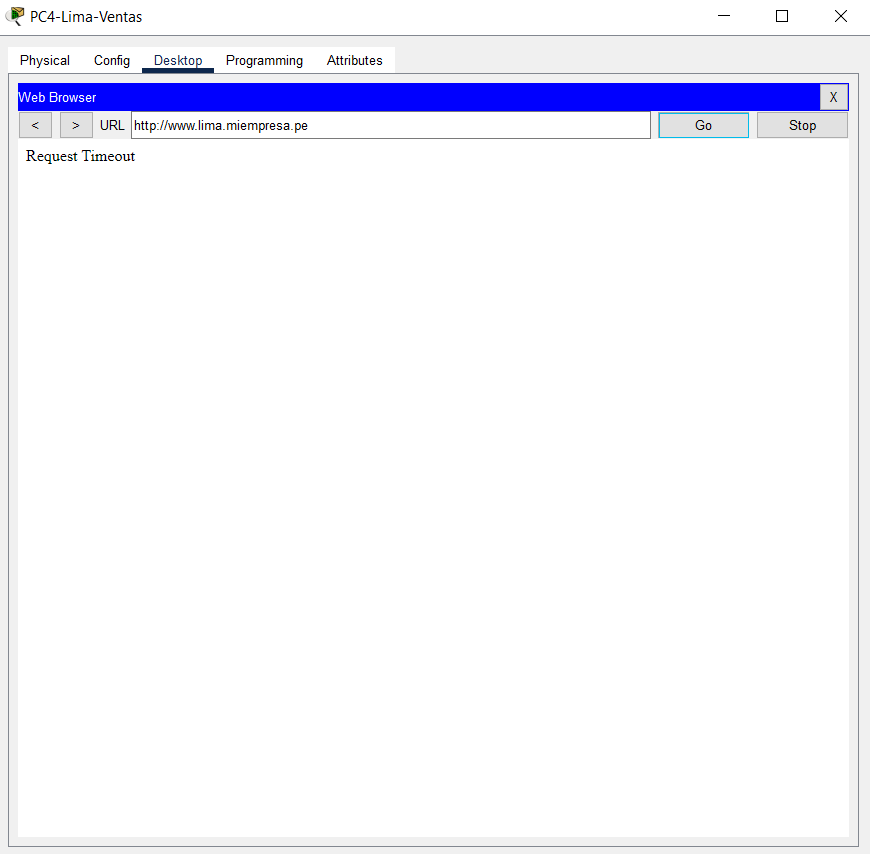 PC4-Lima-Ventas
Physical Config Desktop Programming Attributes
Web Browser X
< > URL http://www.lima.miempresa.pe Go Stop
Request Timeout